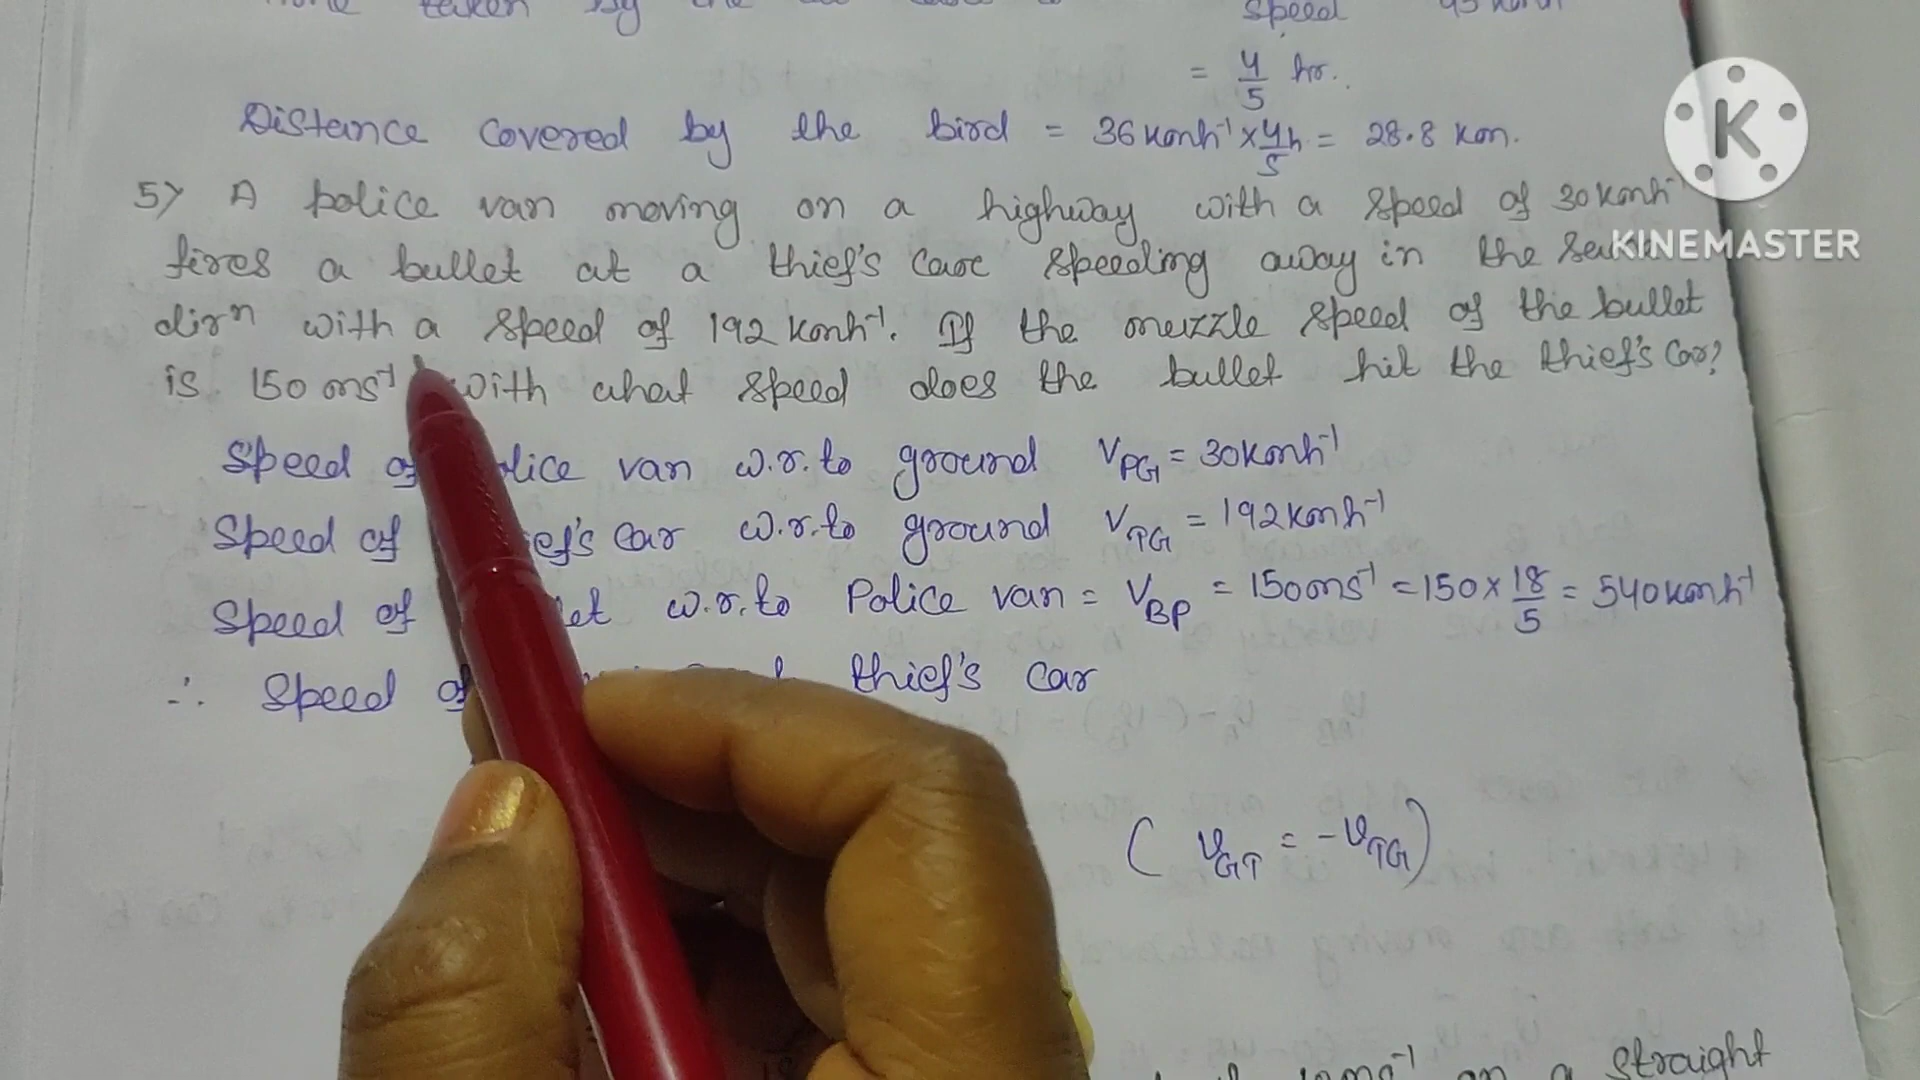 taken by the
speed
= 4/5 hr.
Distance covered by the bird = 36 kmh⁻¹ × 4/5 h = 28.8 km.
5) A police van moving on a highway with a speed of 30 kmh⁻¹
fires a bullet at a thief's car speeding away in the
dirⁿ with a speed of 192 kmh⁻¹. If the muzzle speed of the bullet
is 150 ms⁻¹ with what speed does the bullet hit the thief's car?
Speed of police van w.r.to ground V_PG = 30 kmh⁻¹
Speed of car w.r.to ground V_TG = 192 kmh⁻¹
Speed of w.r.to Police van = V_BP = 150 ms⁻¹ = 150 × 18/5 = 540 kmh⁻¹
∴ Speed of thief's car
(V_GT = -V_TG)
on a straight
K
KINEMASTER